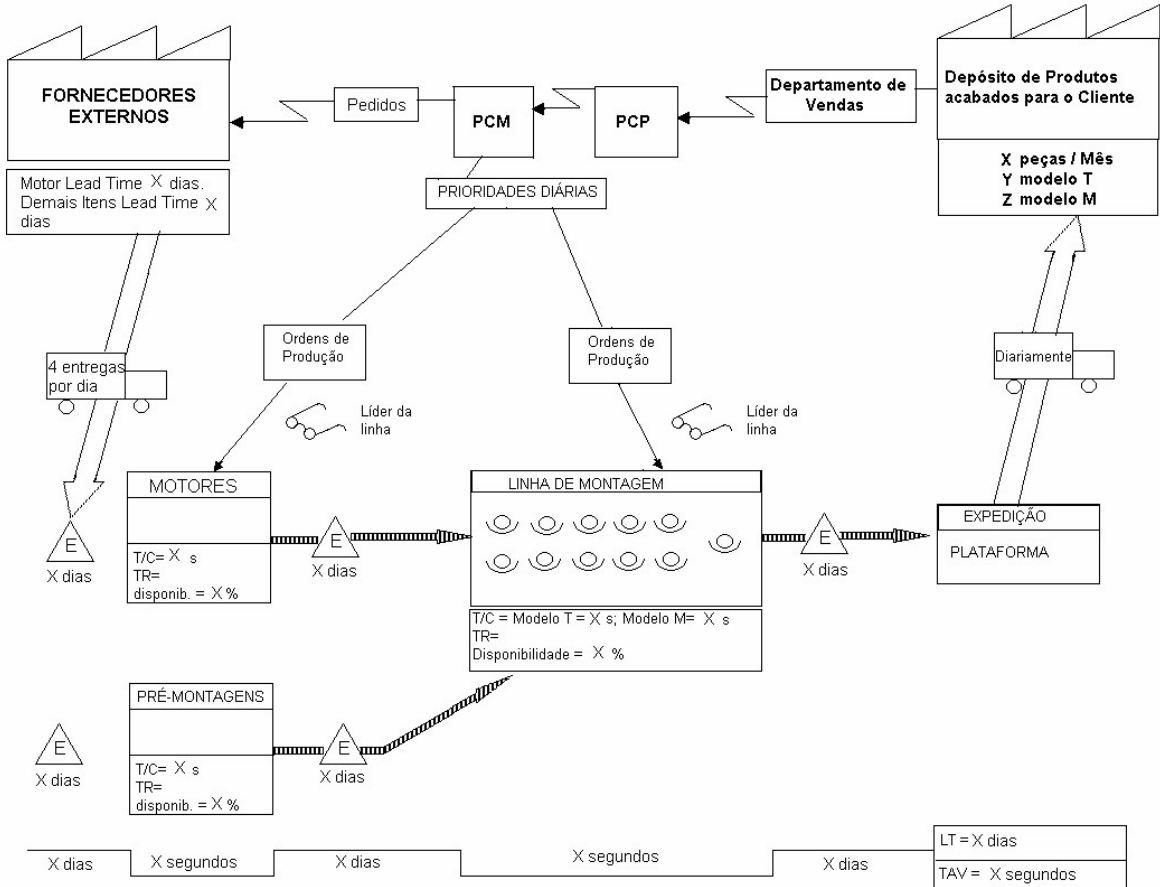 FORNECEDORES
EXTERNOS
Pedidos
PCM
PCP
Departamento de
Vendas
Depósito de Produtos
acabados para o Cliente
X peças / Mês
Y modelo T
Z modelo M
Motor Lead Time X dias.
Demais Itens Lead Time X
dias
PRIORIDADES DIÁRIAS
4 entregas
por dia
Ordens de
Produção
Ordens de
Produção
Diariamente
Líder da
linha
Líder da
linha
E
X dias
MOTORES
T/C= X s
TR=
disponib. = X %
E
X dias
LINHA DE MONTAGEM
T/C = Modelo T = X s; Modelo M= X s
TR=
Disponibilidade = X %
E
X dias
EXPEDIÇÃO
PLATAFORMA
E
X dias
PRÉ-MONTAGENS
T/C= X s
TR=
disponib. = X %
E
X dias
X dias
X segundos
X dias
X segundos
X dias
LT = X dias
TAV = X segundos